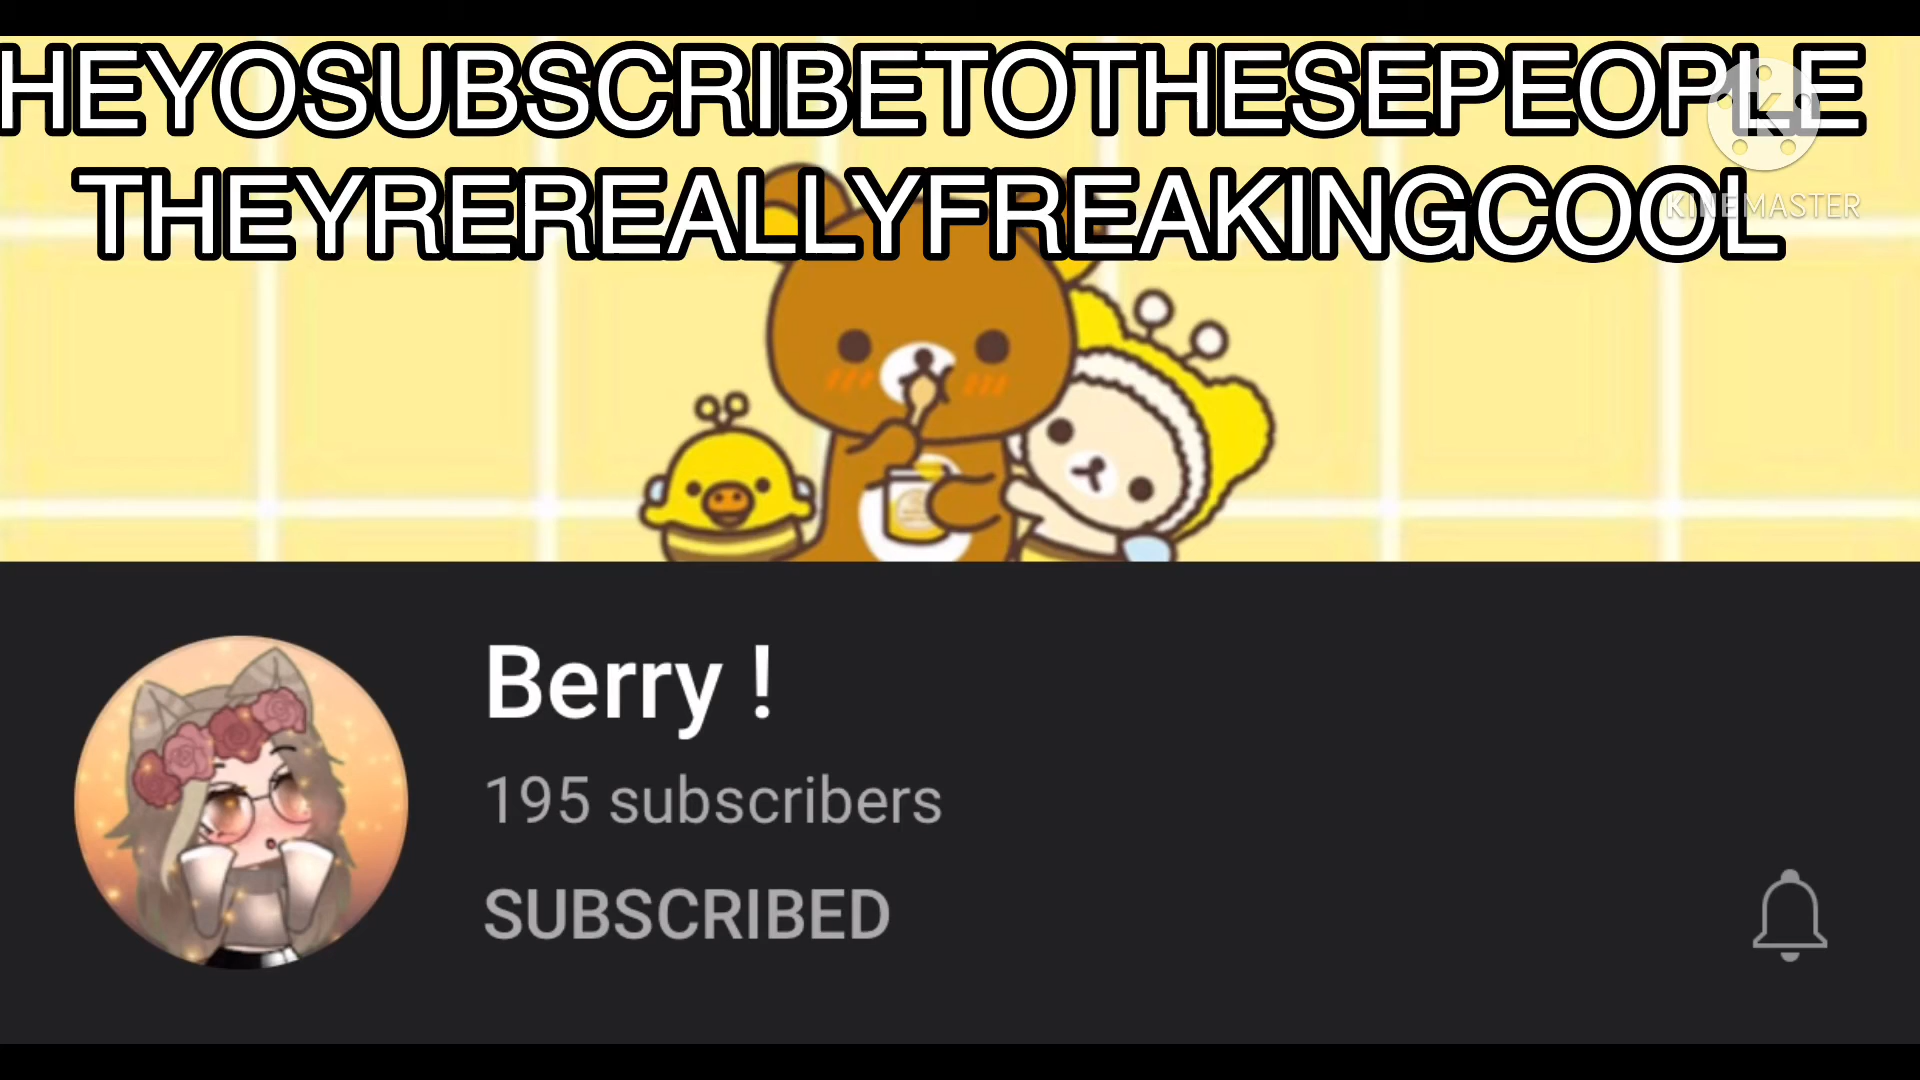 HEYOSUBSCRIBETOTHESEPEOPLE
THEYREREALLYFREAKINGCOOL
KINEMASTER
Berry !
195 subscribers
SUBSCRIBED